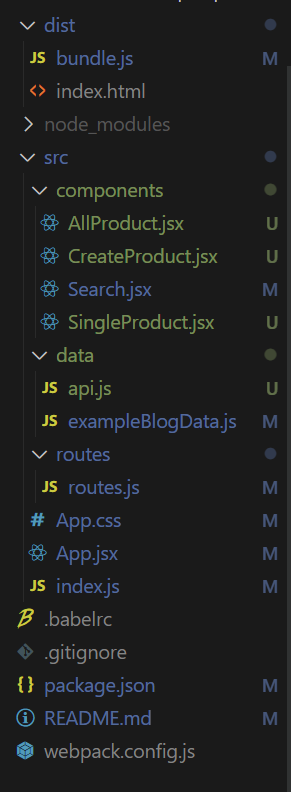 dist
JS bundle.js M
index.html
node_modules
src
components
AllProduct.jsx U
CreateProduct.jsx U
Search.jsx M
SingleProduct.jsx U
data
JS api.js U
JS exampleBlogData.js M
routes
JS routes.js M
# App.css M
App.jsx M
JS index.js M
.babelrc
.gitignore
{} package.json M
README.md M
webpack.config.js